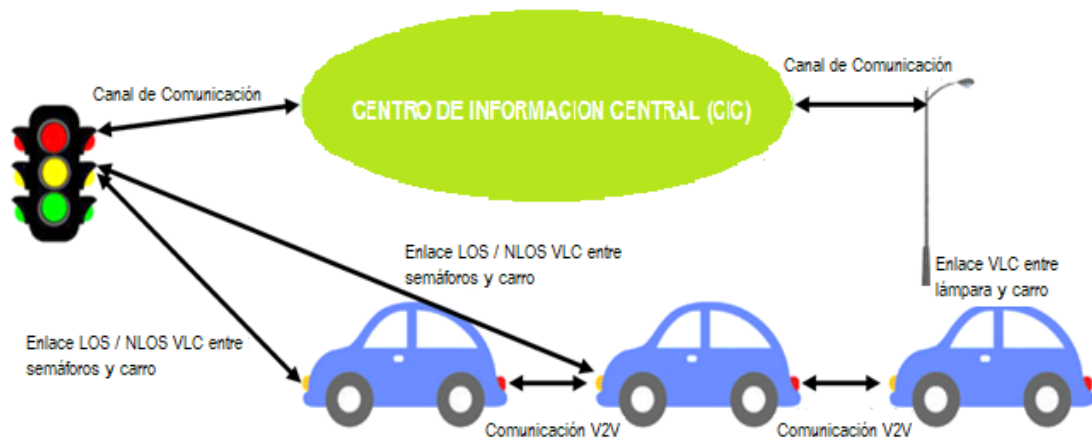 Canal de Comunicación
Canal de Comunicación
CENTRO DE INFORMACION CENTRAL (CIC)
Enlace LOS / NLOS VLC entre
semáforos y carro
Enlace VLC entre
lámpara y carro
Enlace LOS / NLOS VLC entre
semáforos y carro
Comunicación V2V
Comunicación V2V